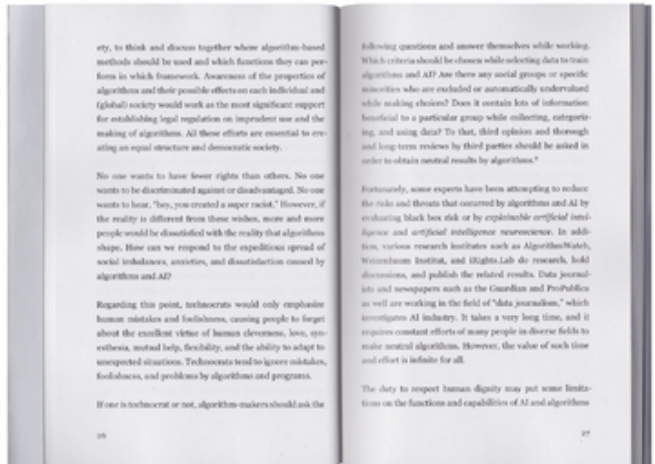 ety, to think and discuss together where algorithm-based
methods should be used and which functions they can per-
form in which framework. Awareness of the properties of
algorithms and their possible effects on each individual and
(global) society would work as the most significant support
for establishing legal regulation on imprudent use and the
making of algorithms. All these efforts are essential to cre-
ating an equal structure and democratic society.
No one wants to have fewer rights than others. No one
wants to be discriminated against or disadvantaged. No one
wants to hear, "hey, you created a super racist." However, if
the reality is different from these wishes, more and more
people would be dissatisfied with the reality that algorithms
shape. How can we respond to the expeditious spread of
social imbalances, anxieties, and dissatisfaction caused by
algorithms and AI?
Regarding this point, technocrats would only emphasize
human mistakes and foolishness, causing people to forget
about the excellent virtue of human cleverness, love, syn-
esthesia, mutual help, flexibility, and the ability to adapt to
unexpected situations. Technocrats tend to ignore mistakes,
foolishness, and problems by algorithms and programs.
If one is technocrat or not, algorithm-makers should ask the
26
following questions and answer themselves while working.
Which criteria should be chosen while selecting data to train
algorithms and AI? Are there any social groups or specific
minorities who are excluded or automatically undervalued
while making choices? Does it contain lots of information
beneficial to a particular group while collecting, categoriz-
ing, and using data? To that, third opinion and thorough
and long-term reviews by third parties should be asked in
order to obtain neutral results by algorithms.
Fortunately, some experts have been attempting to reduce
the risks and threats that occurred by algorithms and AI by
evaluating black box risk or by explainable artificial intel-
ligence and artificial intelligence neuroscience. In addi-
tion, various research institutes such as AlgorithmWatch,
Weizenbaum Institut, and iRights.Lab do research, hold
discussions, and publish the related results. Data journal-
ists and newspapers such as the Guardian and ProPublica
as well are working in the field of "data journalism," which
investigates AI industry. It takes a very long time, and it
requires constant efforts of many people in diverse fields to
make neutral algorithms. However, the value of such time
and effort is infinite for all.
The duty to respect human dignity may put some limita-
tions on the functions and capabilities of AI and algorithms
27